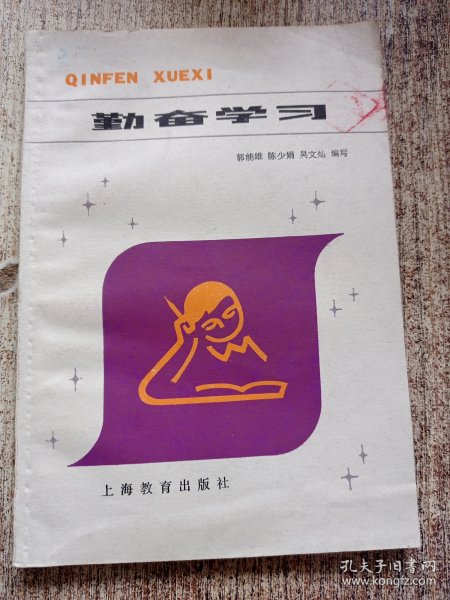 QINFEN XUEXI
勤奋学习
郭能雄 陈少娟 吴文灿 编写
上海教育出版社
孔夫子旧书网
www.kongfz.com